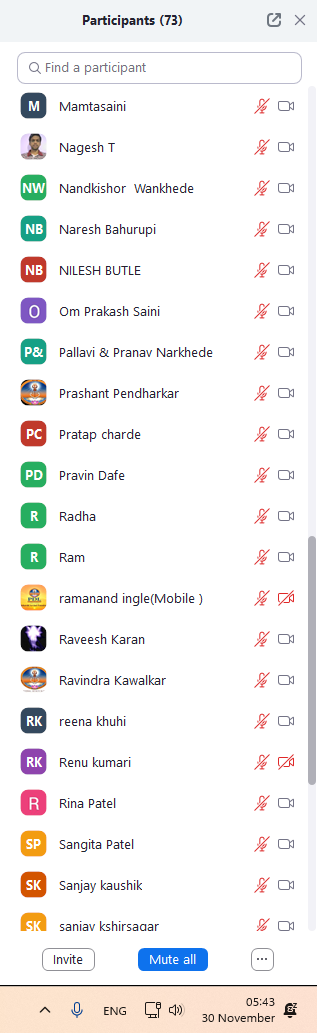 Participants (73)
Find a participant
M Mamtasaini
Nagesh T
NW Nandkishor Wankhede
NB Naresh Bahurupi
NB NILESH BUTLE
O Om Prakash Saini
P& Pallavi & Pranav Narkhede
Prashant Pendharkar
PC Pratap charde
PD Pravin Dafe
R Radha
R Ram
ramanand ingle(Mobile )
Raveesh Karan
Ravindra Kawalkar
RK reena khuhi
RK Renu kumari
R Rina Patel
SP Sangita Patel
SK Sanjay kaushik
SK sanjay kshirsagar
Invite Mute all ...
ENG 05:43
30 November